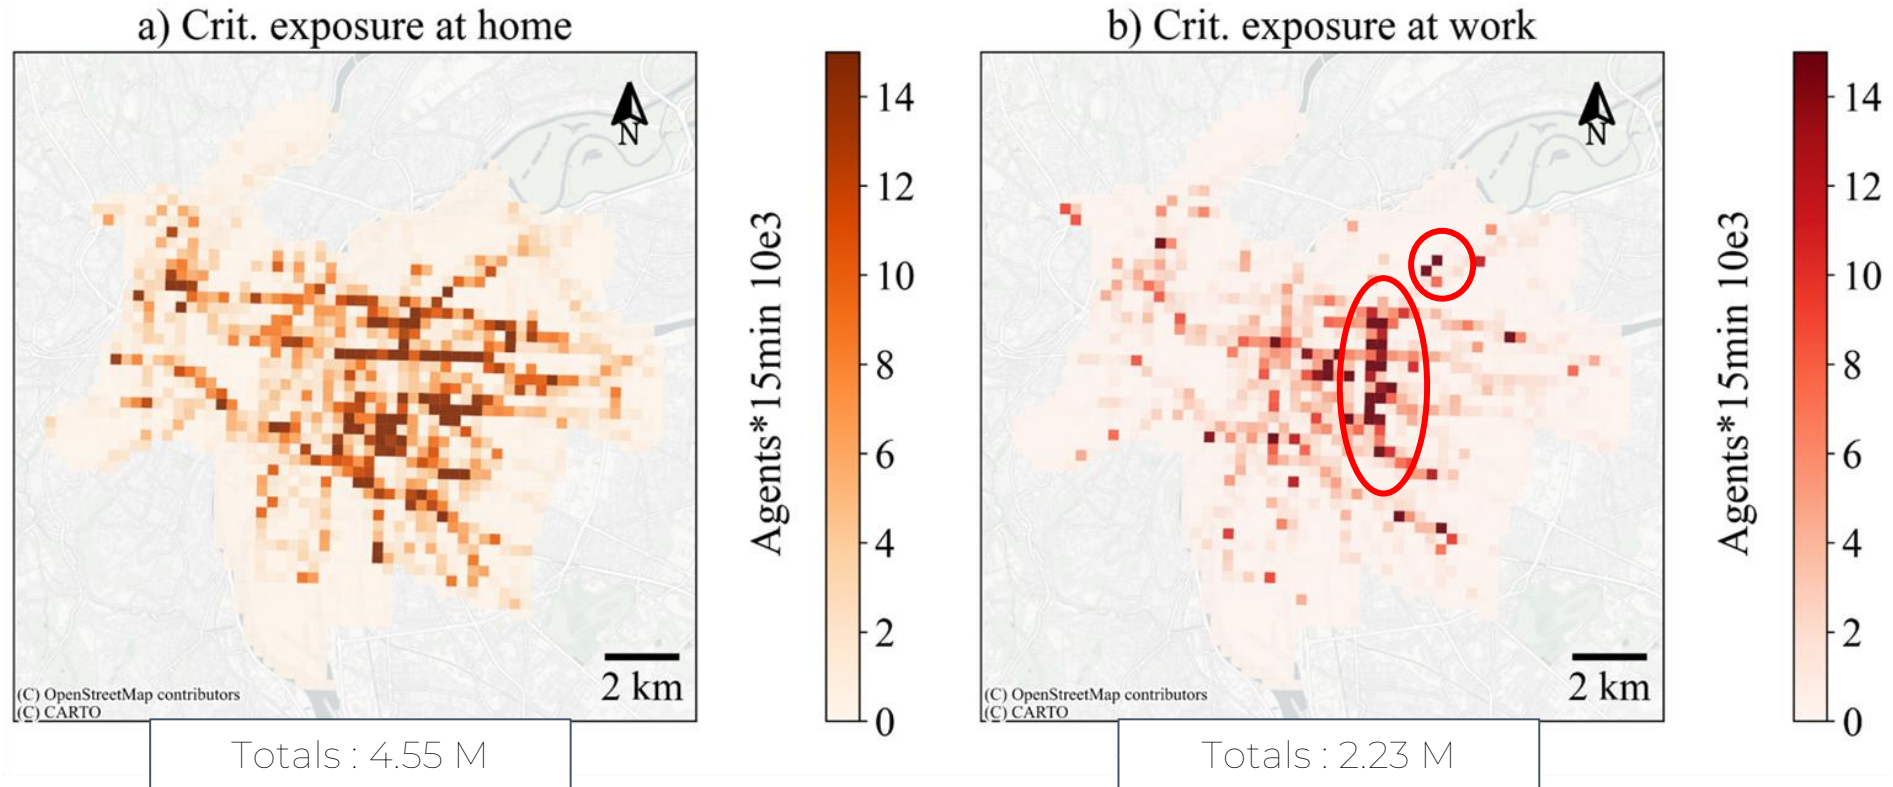 a) Crit. exposure at home
N
2 km
(C) OpenStreetMap contributors
(C) CARTO
Totals : 4.55 M
14
12
10
8
6
4
2
0
Agents*15min 10e3
b) Crit. exposure at work
N
2 km
(C) OpenStreetMap contributors
(C) CARTO
Totals : 2.23 M
14
12
10
8
6
4
2
0
Agents*15min 10e3